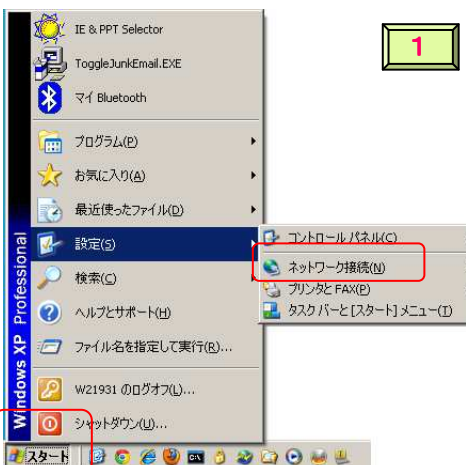 IE & PPT Selector
1
ToggleJunkEmail.EXE
マイ Bluetooth
プログラム(P)
お気に入り(A)
最近使ったファイル(D)
設定(S)
コントロール パネル(C)
ネットワーク接続(N)
検索(C)
プリンタと FAX(P)
ヘルプとサポート(H)
タスク バーと [スタート] メニュー(T)
ファイル名を指定して実行(R)...
W21931 のログオフ(L)...
シャットダウン(U)...
Windows XP Professional
スタート